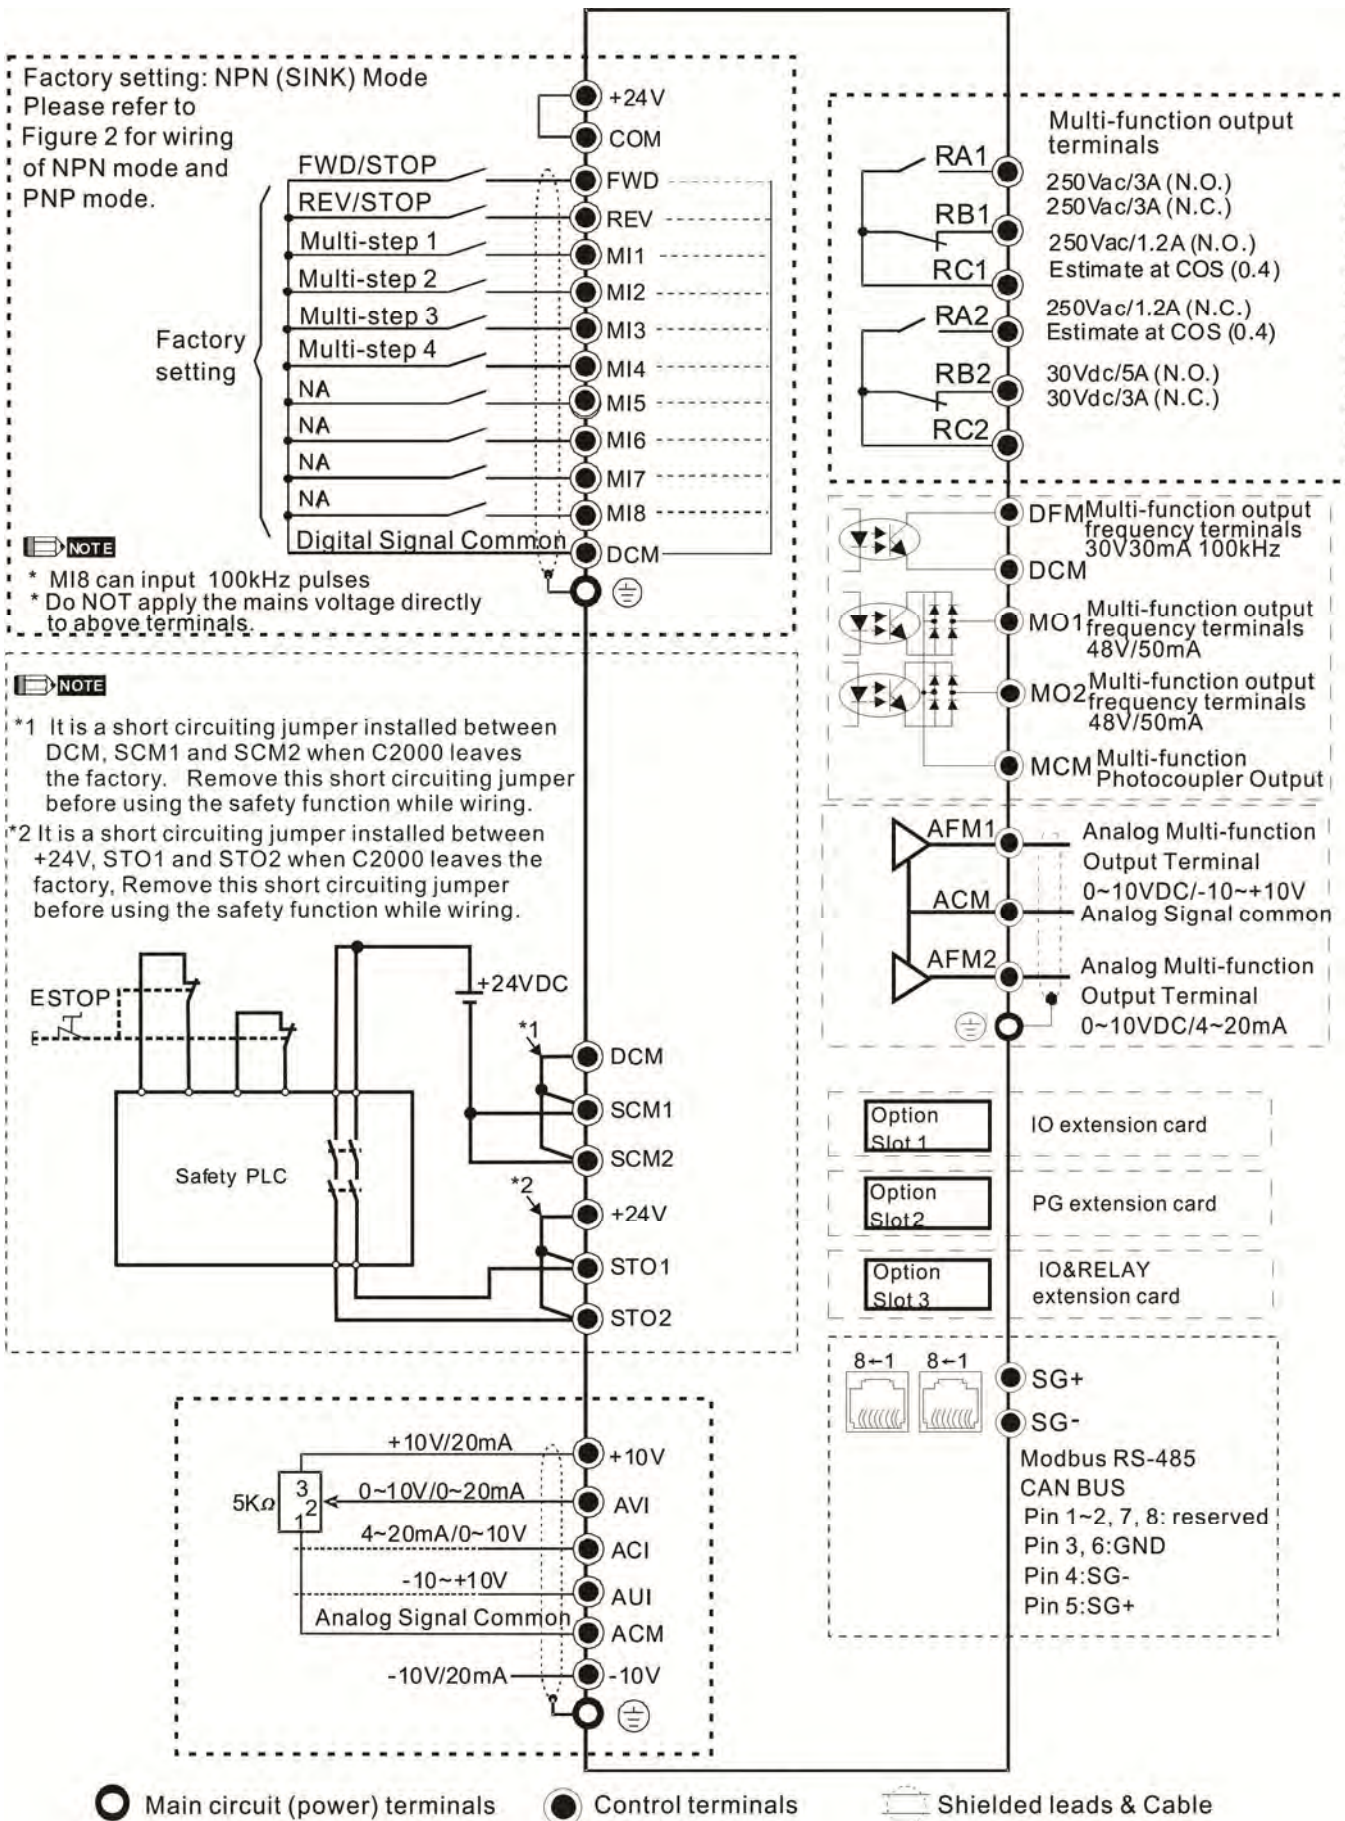 Factory setting: NPN (SINK) Mode
Please refer to
Figure 2 for wiring
of NPN mode and
PNP mode.
+24V
COM
FWD/STOP
FWD
REV/STOP
REV
Multi-step 1
MI1
Multi-step 2
MI2
Multi-step 3
MI3
Multi-step 4
MI4
Factory
setting
NA
MI5
NA
MI6
NA
MI7
NA
MI8
Digital Signal Common
DCM
NOTE
* MI8 can input 100kHz pulses
* Do NOT apply the mains voltage directly
to above terminals.
NOTE
*1 It is a short circuiting jumper installed between
DCM, SCM1 and SCM2 when C2000 leaves
the factory. Remove this short circuiting jumper
before using the safety function while wiring.
*2 It is a short circuiting jumper installed between
+24V, STO1 and STO2 when C2000 leaves the
factory, Remove this short circuiting jumper
before using the safety function while wiring.
ESTOP
+24VDC
Safety PLC
*1
DCM
SCM1
SCM2
*2
+24V
STO1
STO2
+10V/20mA
+10V
5KΩ
3
2
1
0~10V/0~20mA
AVI
4~20mA/0~10V
ACI
-10~+10V
AUI
Analog Signal Common
ACM
-10V/20mA
-10V
RA1
RB1
RC1
RA2
RB2
RC2
Multi-function output
terminals
250Vac/3A (N.O.)
250Vac/3A (N.C.)
250Vac/1.2A (N.O.)
Estimate at COS (0.4)
250Vac/1.2A (N.C.)
Estimate at COS (0.4)
30Vdc/5A (N.O.)
30Vdc/3A (N.C.)
DFM
Multi-function output
frequency terminals
30V30mA 100kHz
DCM
MO1
Multi-function output
frequency terminals
48V/50mA
MO2
Multi-function output
frequency terminals
48V/50mA
MCM
Multi-function
Photocoupler Output
AFM1
Analog Multi-function
Output Terminal
0~10VDC/-10~+10V
ACM
Analog Signal common
AFM2
Analog Multi-function
Output Terminal
0~10VDC/4~20mA
Option
Slot 1
IO extension card
Option
Slot2
PG extension card
Option
Slot 3
IO&RELAY
extension card
8←1
8←1
SG+
SG-
Modbus RS-485
CAN BUS
Pin 1~2, 7, 8: reserved
Pin 3, 6:GND
Pin 4:SG-
Pin 5:SG+
Main circuit (power) terminals
Control terminals
Shielded leads & Cable